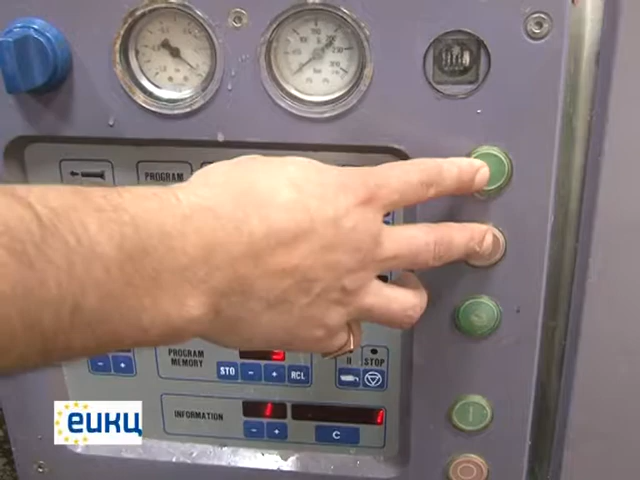 PROGRAM
PROGRAM
MEMORY
STO
-
+
RCL
STOP
INFORMATION
-
+
C
-
+
еикц